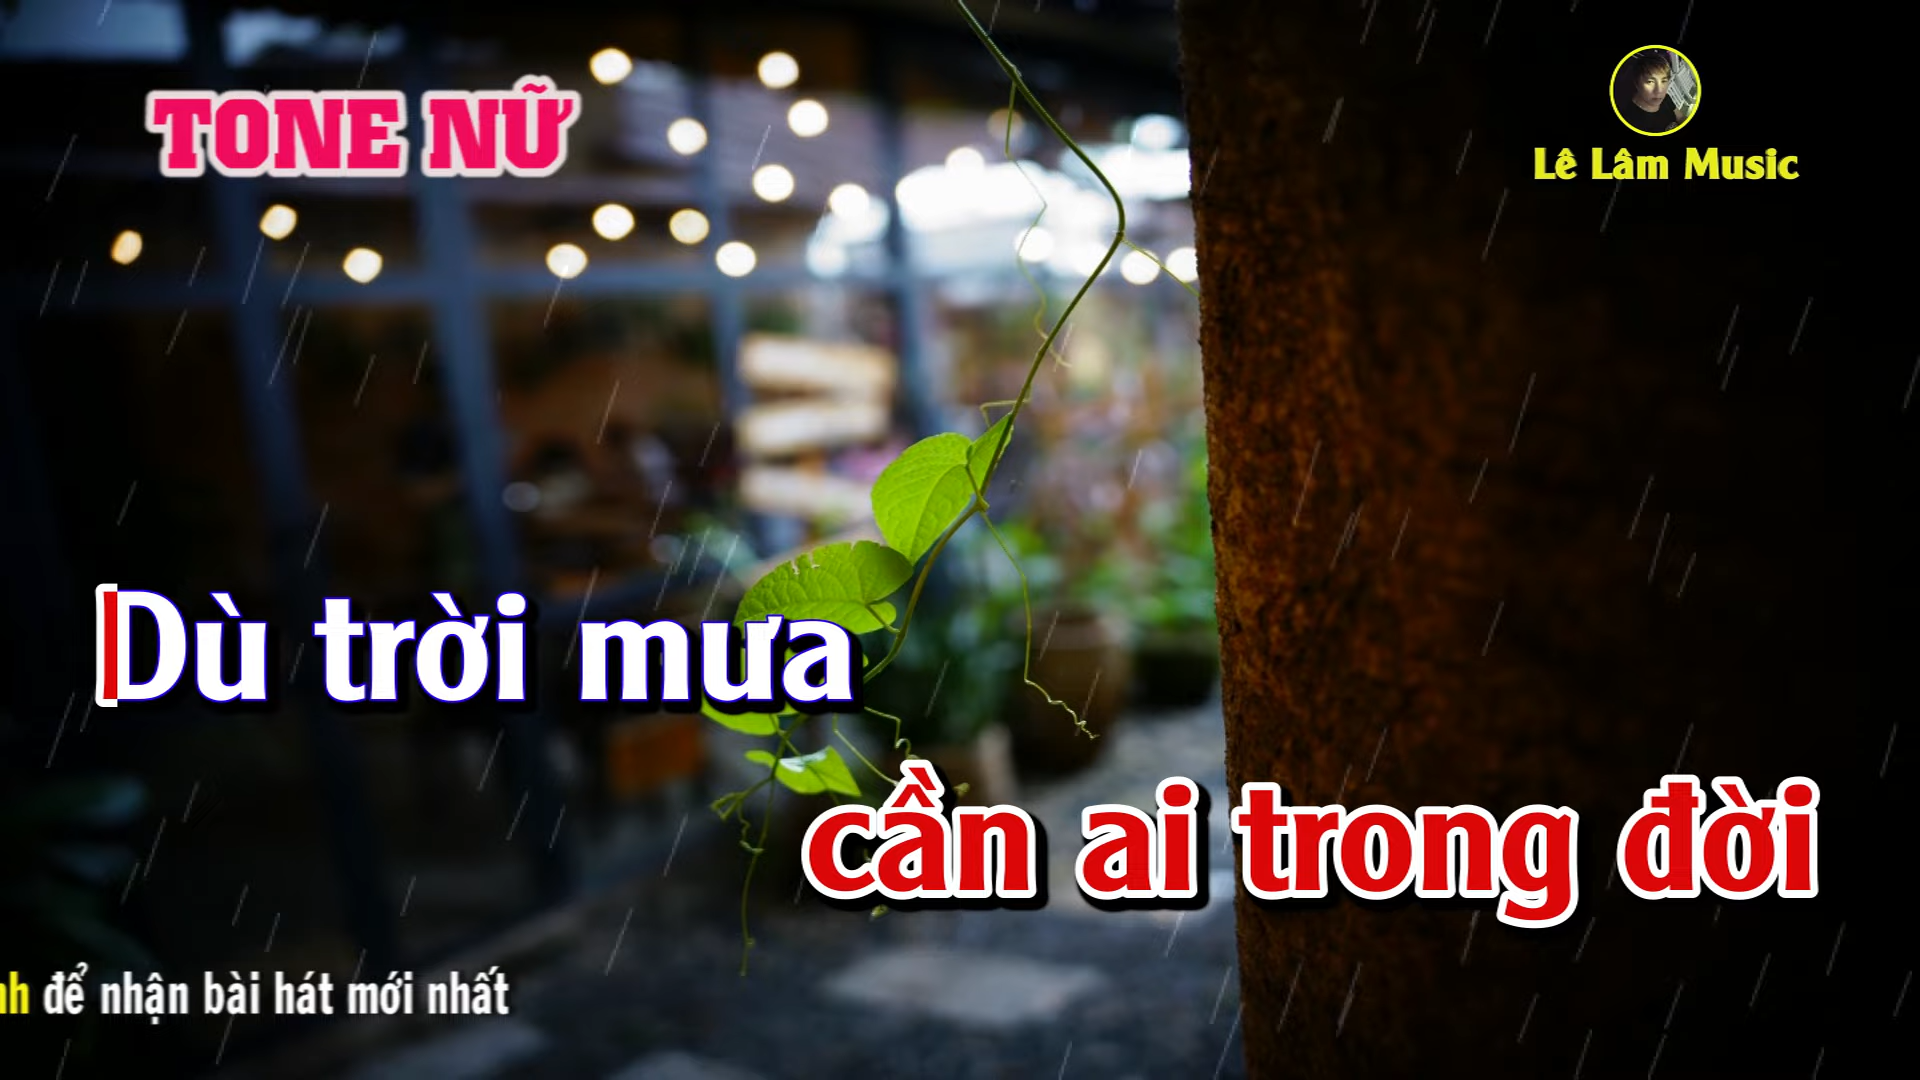 TONE NỮ
Lê Lâm Music
Dù trời mưa
cần ai trong đời
nh để nhận bài hát mới nhất